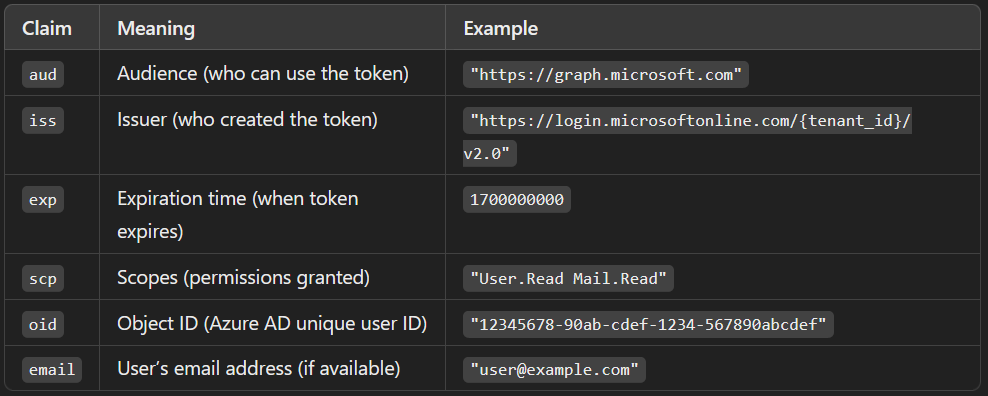 Claim Meaning Example
aud Audience (who can use the token) "https://graph.microsoft.com"
iss Issuer (who created the token) "https://login.microsoftonline.com/{tenant_id}/
v2.0"
exp Expiration time (when token 1700000000
expires)
scp Scopes (permissions granted) "User.Read Mail.Read"
oid Object ID (Azure AD unique user ID) "12345678-90ab-cdef-1234-567890abcdef"
email User’s email address (if available) "user@example.com"